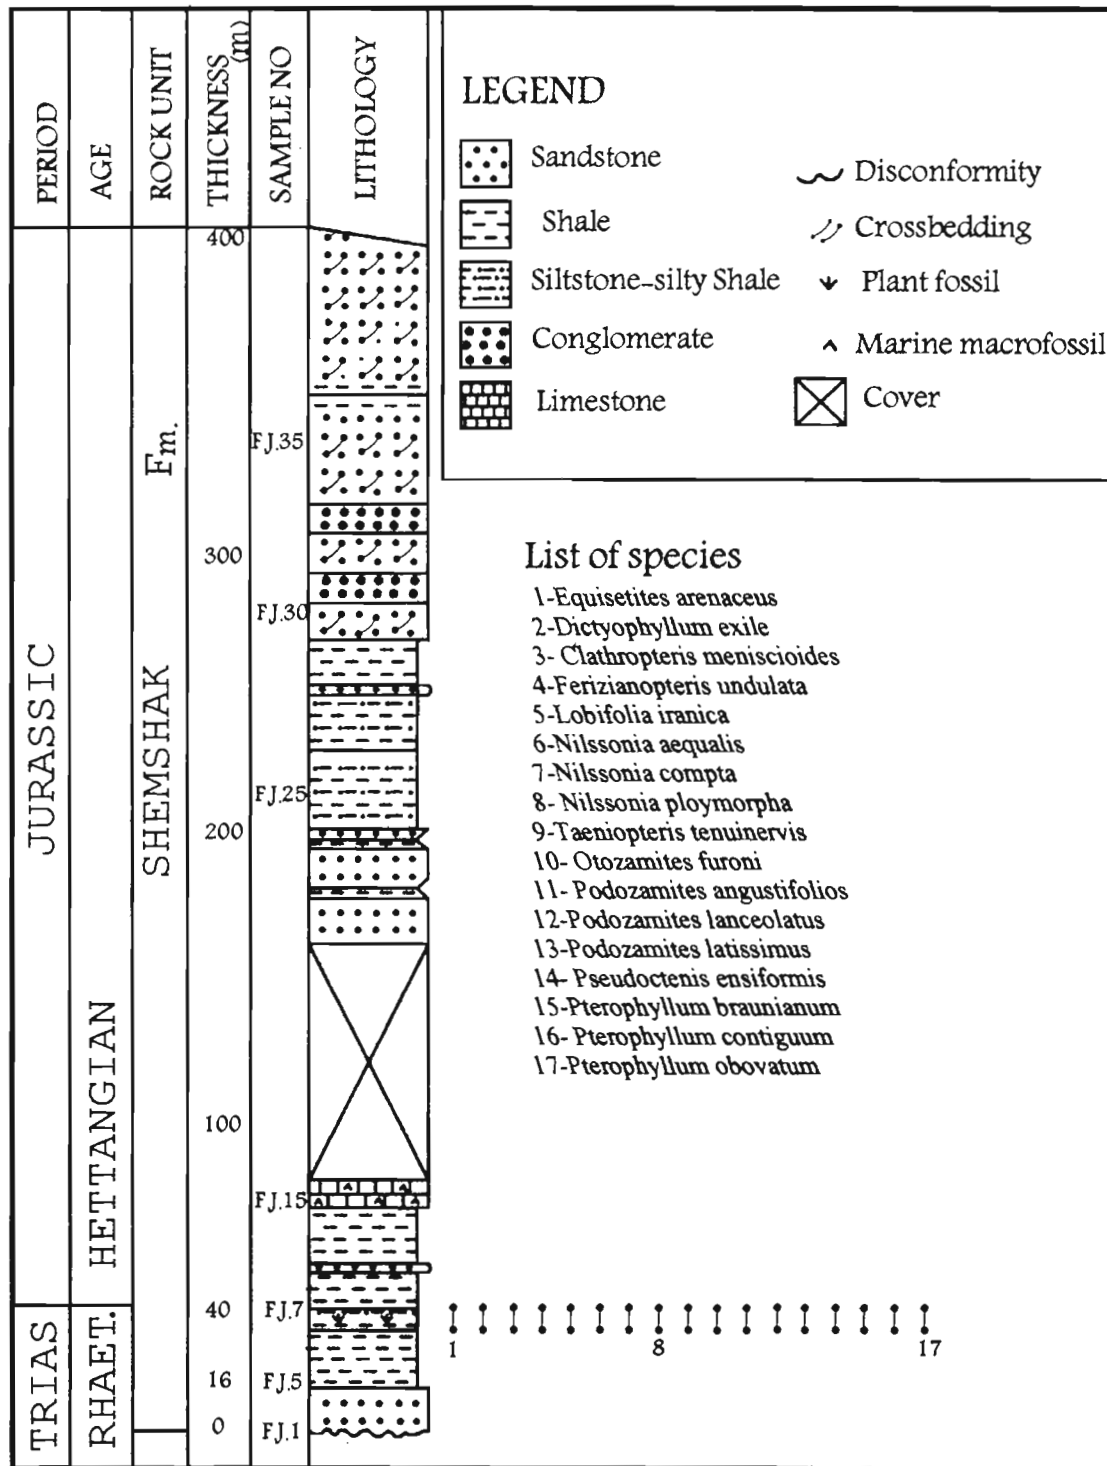 PERIOD
AGE
ROCK UNIT
THICKNESS (m)
SAMPLE NO
LITHOLOGY
LEGEND
Sandstone
Shale
Siltstone-silty Shale
Conglomerate
Limestone
Disconformity
Crossbedding
Plant fossil
Marine macrofossil
Cover
JURASSIC
TRIAS
HETTANGIAN
RHAET.
SHEMSHAK Fm.
400
300
200
100
40
16
0
FJ.35
FJ.30
FJ.25
FJ.15
FJ.7
FJ.5
FJ.1
List of species
1-Equisetites arenaceus
2-Dictyophyllum exile
3- Clathropteris meniscioides
4-Ferizianopteris undulata
5-Lobifolia iranica
6-Nilssonia aequalis
7-Nilssonia compta
8- Nilssonia ploymorpha
9-Taeniopteris tenuinervis
10- Otozamites furoni
11- Podozamites angustifolios
12-Podozamites lanceolatus
13-Podozamites latissimus
14- Pseudoctenis ensiformis
15-Pterophyllum braunianum
16- Pterophyllum contiguum
17-Pterophyllum obovatum
1
8
17